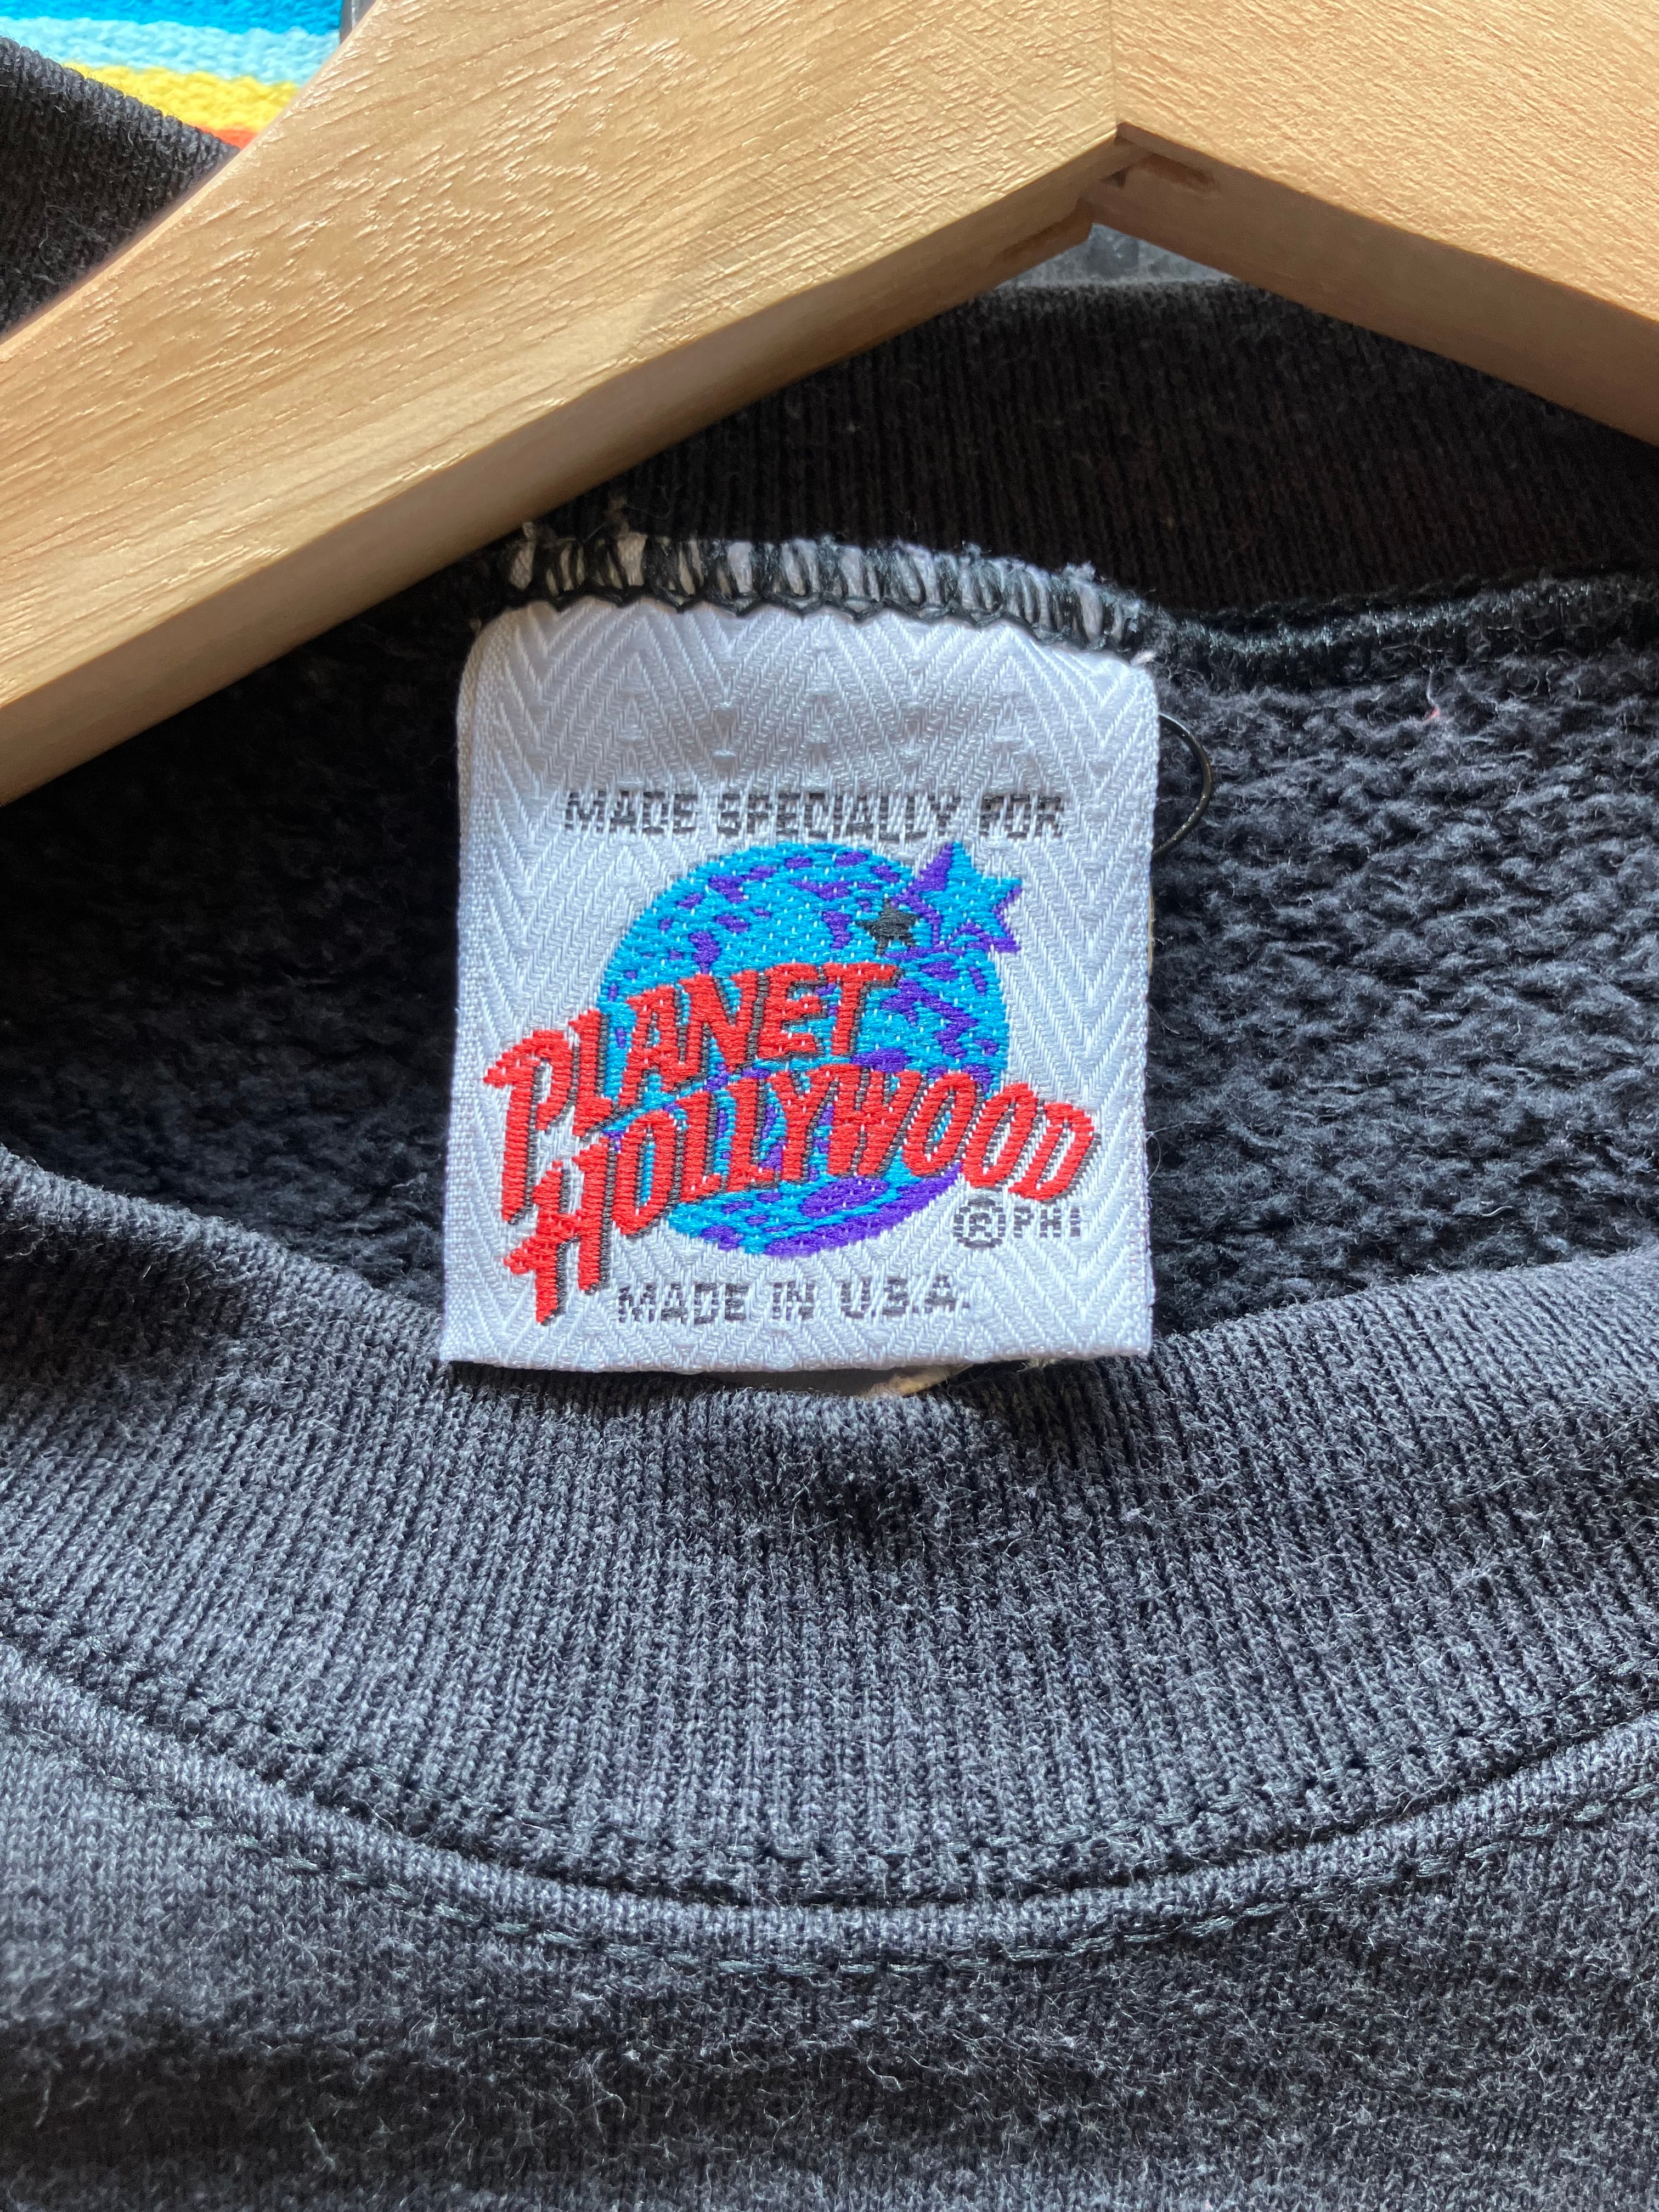 MADE SPECIALLY FOR
PLANET
HOLLYWOOD
® PHI
MADE IN U.S.A.